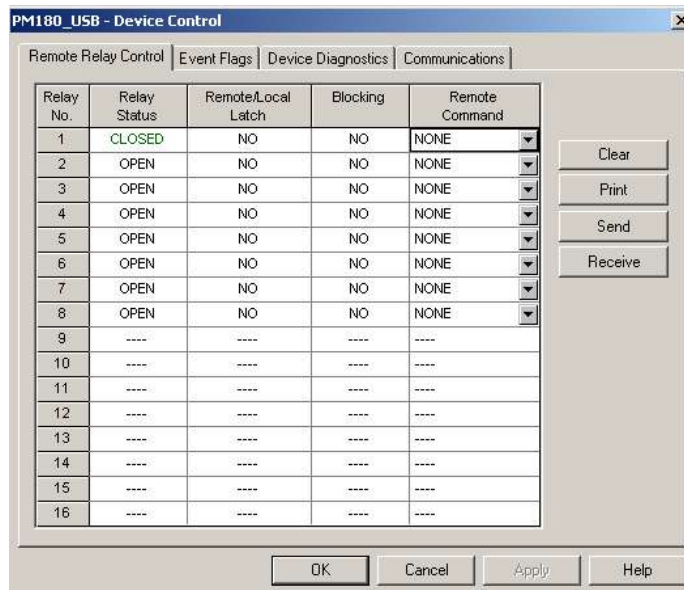 PM180_USB - Device Control
Remote Relay Control Event Flags Device Diagnostics Communications
Relay No. Relay Status Remote/Local Latch Blocking Remote Command
1 CLOSED NO NO NONE
2 OPEN NO NO NONE
3 OPEN NO NO NONE
4 OPEN NO NO NONE
5 OPEN NO NO NONE
6 OPEN NO NO NONE
7 OPEN NO NO NONE
8 OPEN NO NO NONE
9 ---- ---- ---- ----
10 ---- ---- ---- ----
11 ---- ---- ---- ----
12 ---- ---- ---- ----
13 ---- ---- ---- ----
14 ---- ---- ---- ----
15 ---- ---- ---- ----
16 ---- ---- ---- ----
Clear
Print
Send
Receive
OK Cancel Apply Help